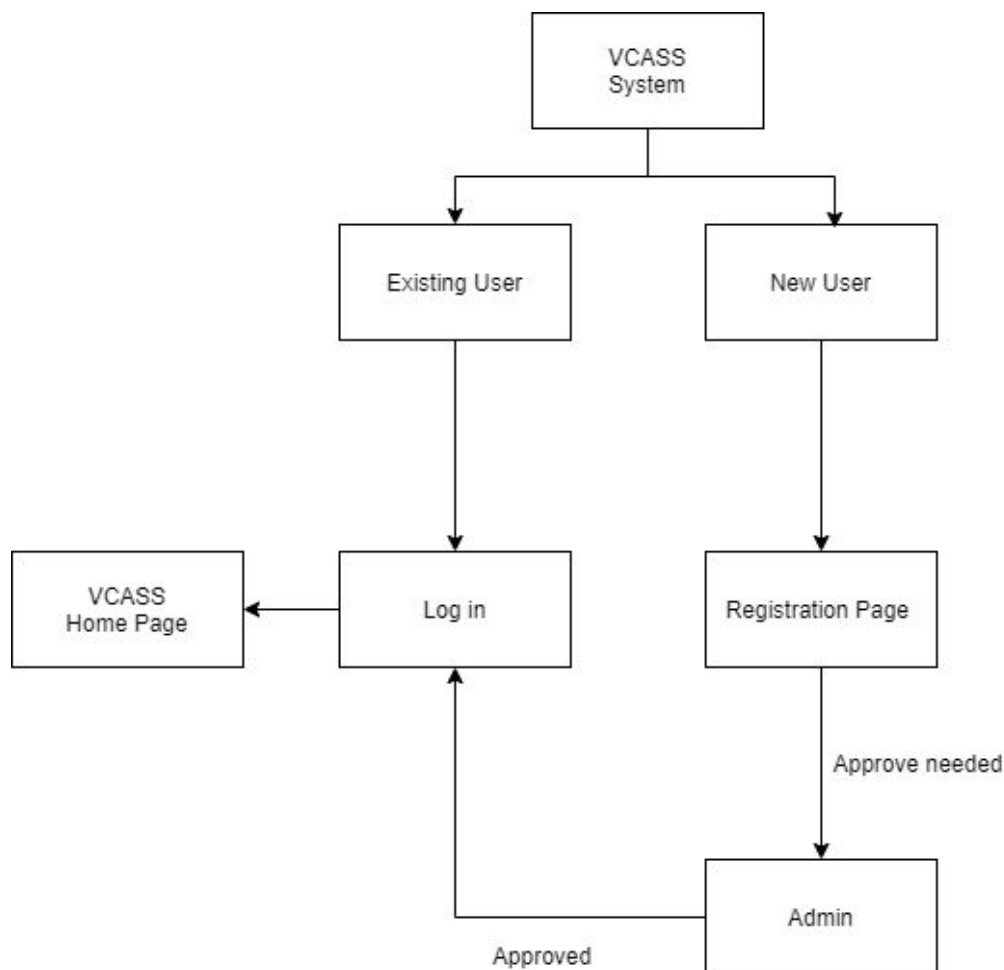 VCASS
System
Existing User
New User
VCASS
Home Page
Log in
Registration Page
Approve needed
Admin
Approved